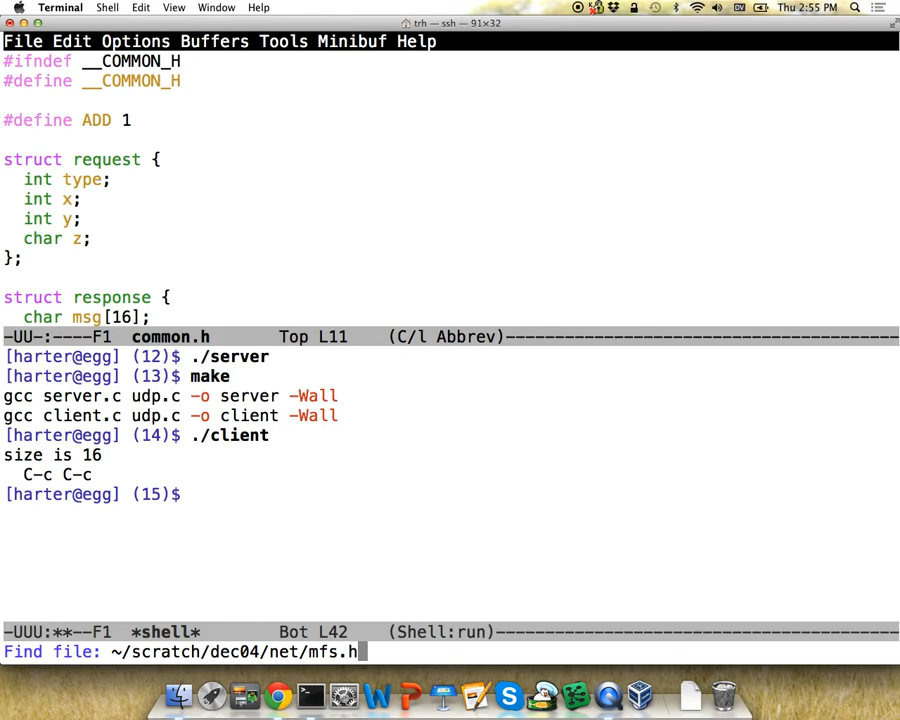 Terminal Shell Edit View Window Help Thu 2:55 PM
trh — ssh — 91×32
File Edit Options Buffers Tools Minibuf Help
#ifndef __COMMON_H
#define __COMMON_H
#define ADD 1
struct request {
  int type;
  int x;
  int y;
  char z;
};
struct response {
  char msg[16];
-UU-:----F1  common.h       Top L11    (C/l Abbrev)----------------------------------------
[harter@egg] (12)$ ./server
[harter@egg] (13)$ make
gcc server.c udp.c -o server -Wall
gcc client.c udp.c -o client -Wall
[harter@egg] (14)$ ./client
size is 16
  C-c C-c
[harter@egg] (15)$
-UUU:**--F1  *shell*        Bot L42    (Shell:run)-----------------------------------------
Find file: ~/scratch/dec04/net/mfs.h